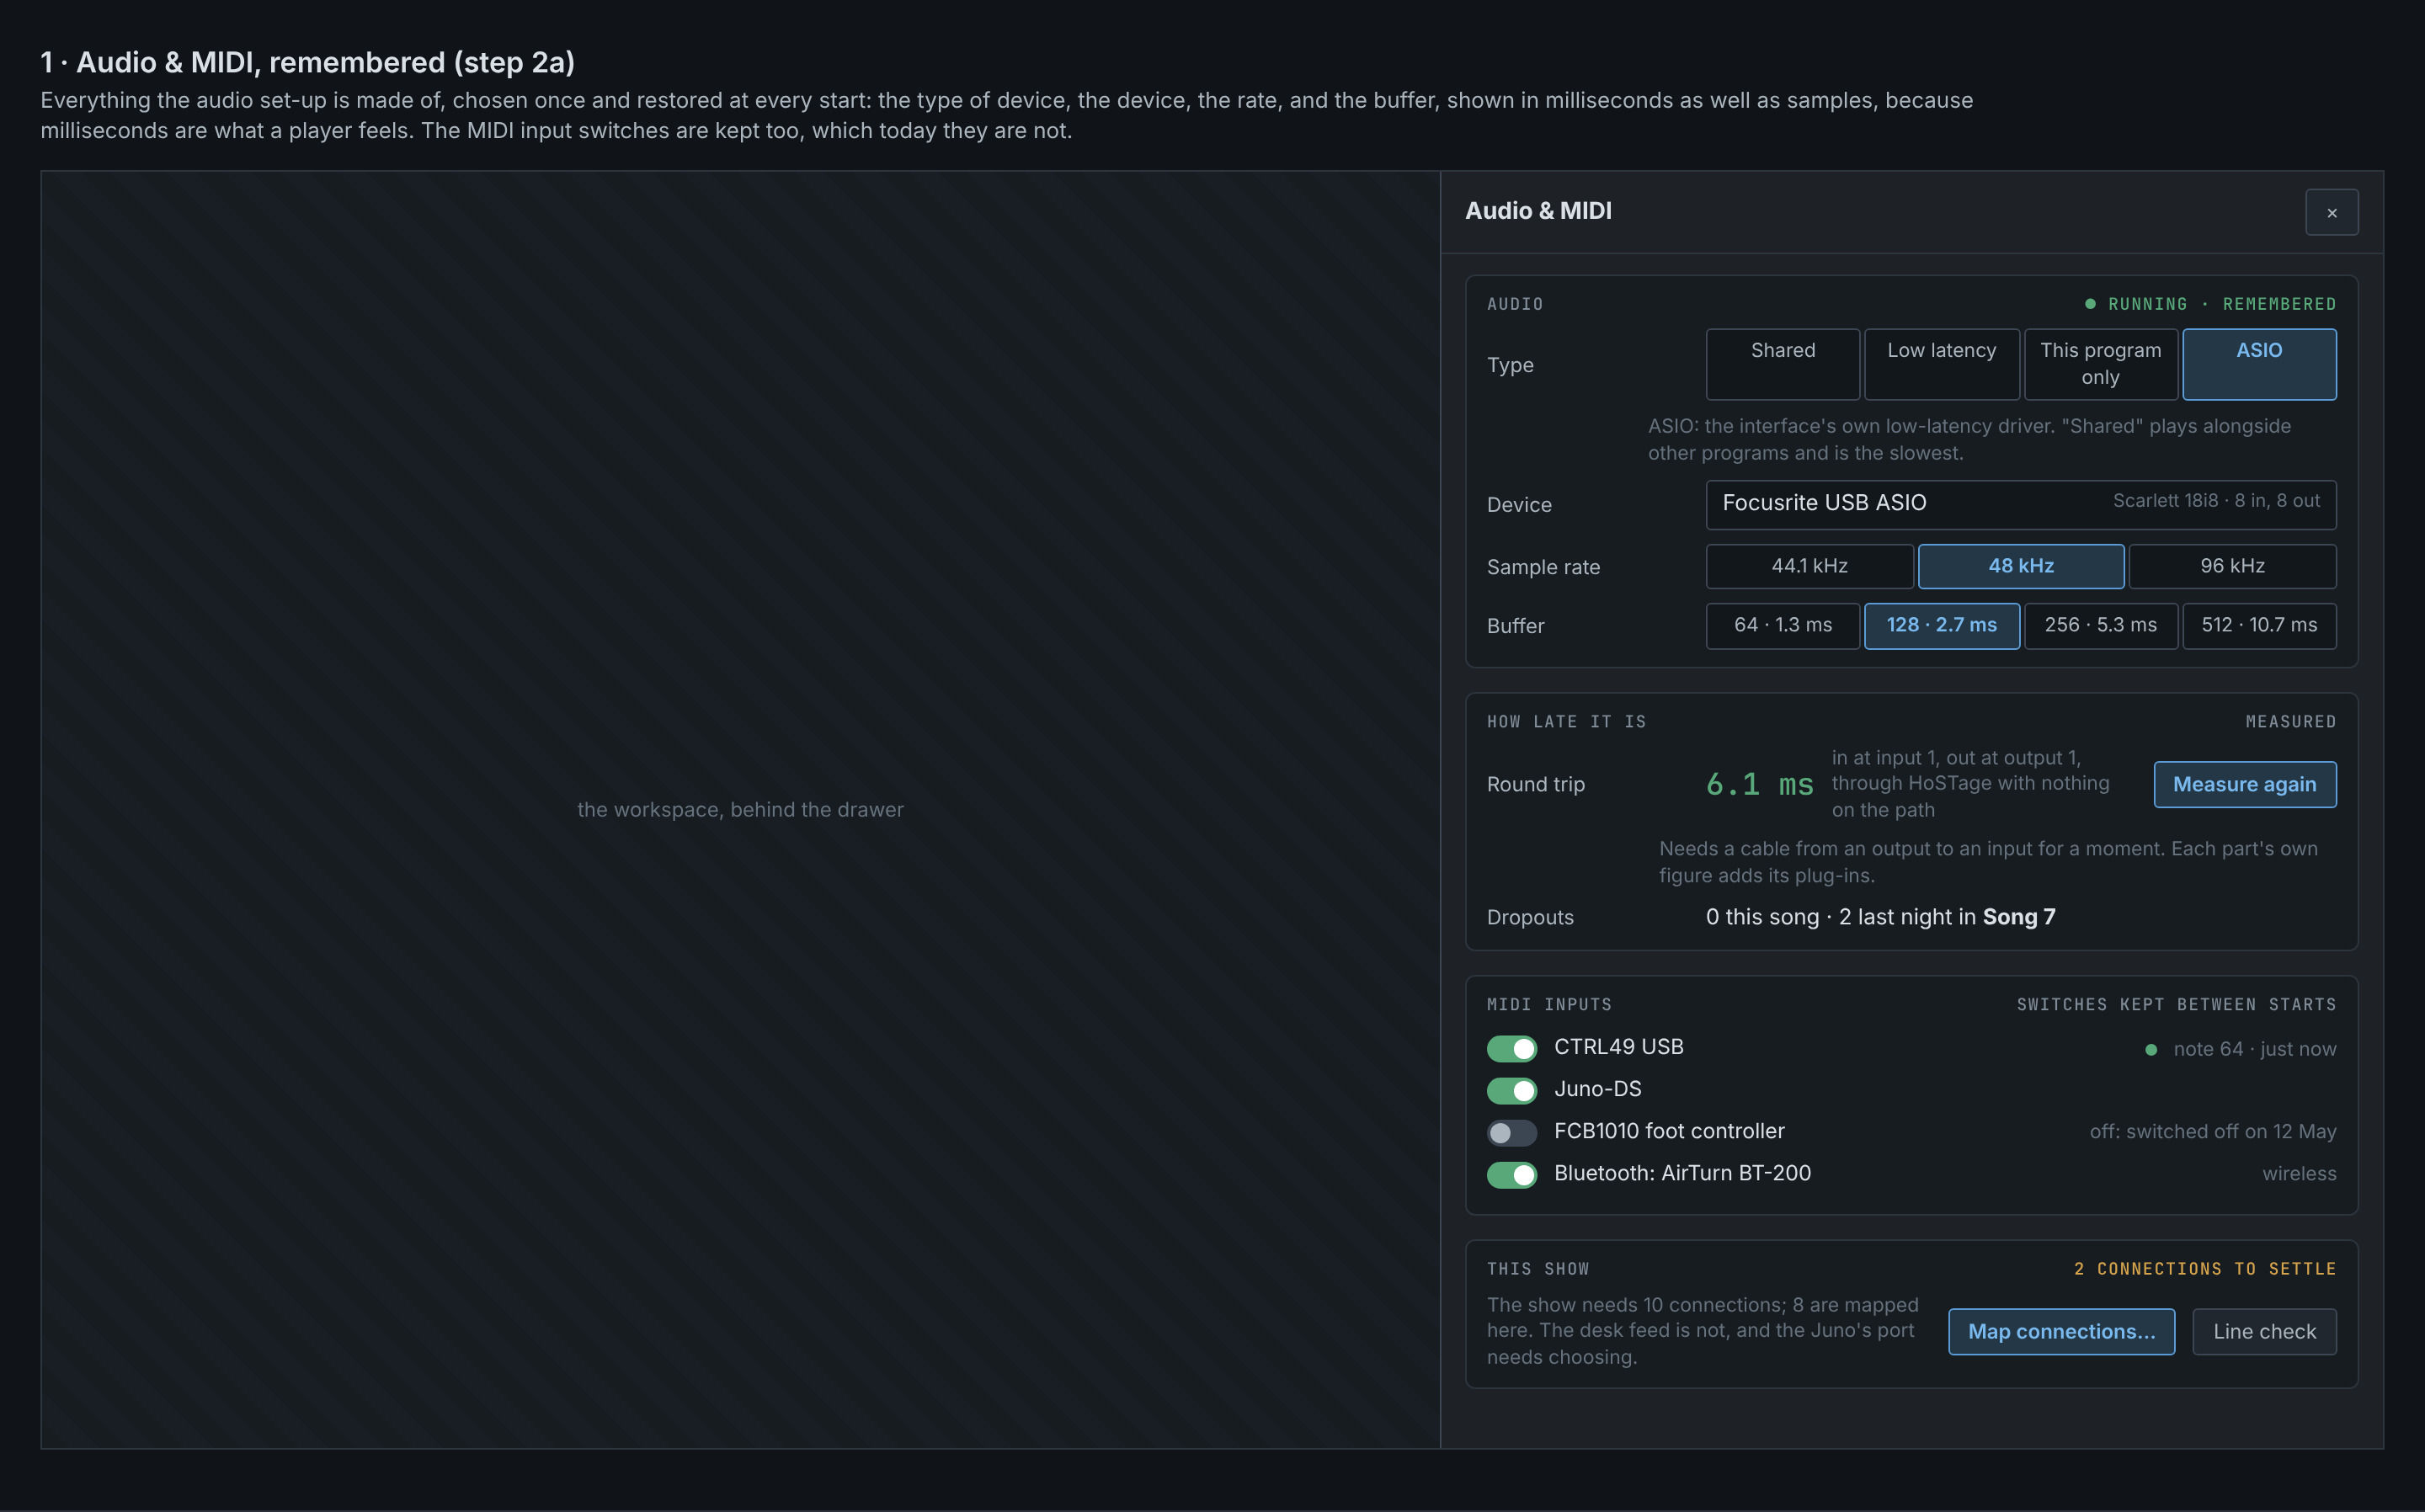 1 · Audio & MIDI, remembered (step 2a)
Everything the audio set-up is made of, chosen once and restored at every start: the type of device, the device, the rate, and the buffer, shown in milliseconds as well as samples, because
milliseconds are what a player feels. The MIDI input switches are kept too, which today they are not.
the workspace, behind the drawer
Audio & MIDI
×
AUDIO
RUNNING · REMEMBERED
Type
Shared
Low latency
This program
only
ASIO
ASIO: the interface's own low-latency driver. "Shared" plays alongside
other programs and is the slowest.
Device
Focusrite USB ASIO
Scarlett 18i8 · 8 in, 8 out
Sample rate
44.1 kHz
48 kHz
96 kHz
Buffer
64 · 1.3 ms
128 · 2.7 ms
256 · 5.3 ms
512 · 10.7 ms
HOW LATE IT IS
MEASURED
Round trip
6.1 ms
in at input 1, out at output 1,
through HoSTage with nothing
on the path
Measure again
Needs a cable from an output to an input for a moment. Each part's own
figure adds its plug-ins.
Dropouts
0 this song · 2 last night in Song 7
MIDI INPUTS
SWITCHES KEPT BETWEEN STARTS
CTRL49 USB
note 64 · just now
Juno-DS
FCB1010 foot controller
off: switched off on 12 May
Bluetooth: AirTurn BT-200
wireless
THIS SHOW
2 CONNECTIONS TO SETTLE
The show needs 10 connections; 8 are mapped
here. The desk feed is not, and the Juno's port
needs choosing.
Map connections...
Line check